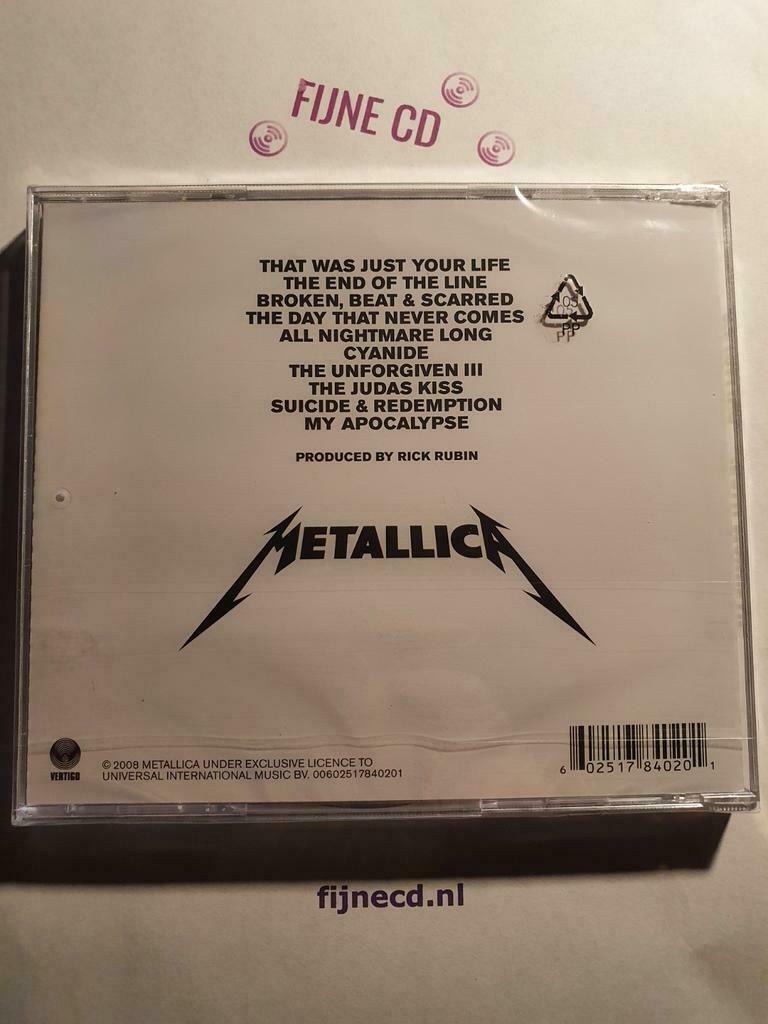 FIJNE CD
THAT WAS JUST YOUR LIFE
THE END OF THE LINE
BROKEN, BEAT & SCARRED
THE DAY THAT NEVER COMES
ALL NIGHTMARE LONG
CYANIDE
THE UNFORGIVEN III
THE JUDAS KISS
SUICIDE & REDEMPTION
MY APOCALYPSE
05
PP
PRODUCED BY RICK RUBIN
METALLICA
VERTIGO
© 2008 METALLICA UNDER EXCLUSIVE LICENCE TO
UNIVERSAL INTERNATIONAL MUSIC BV. 00602517840201
6 02517 84020 1
fijnecd.nl